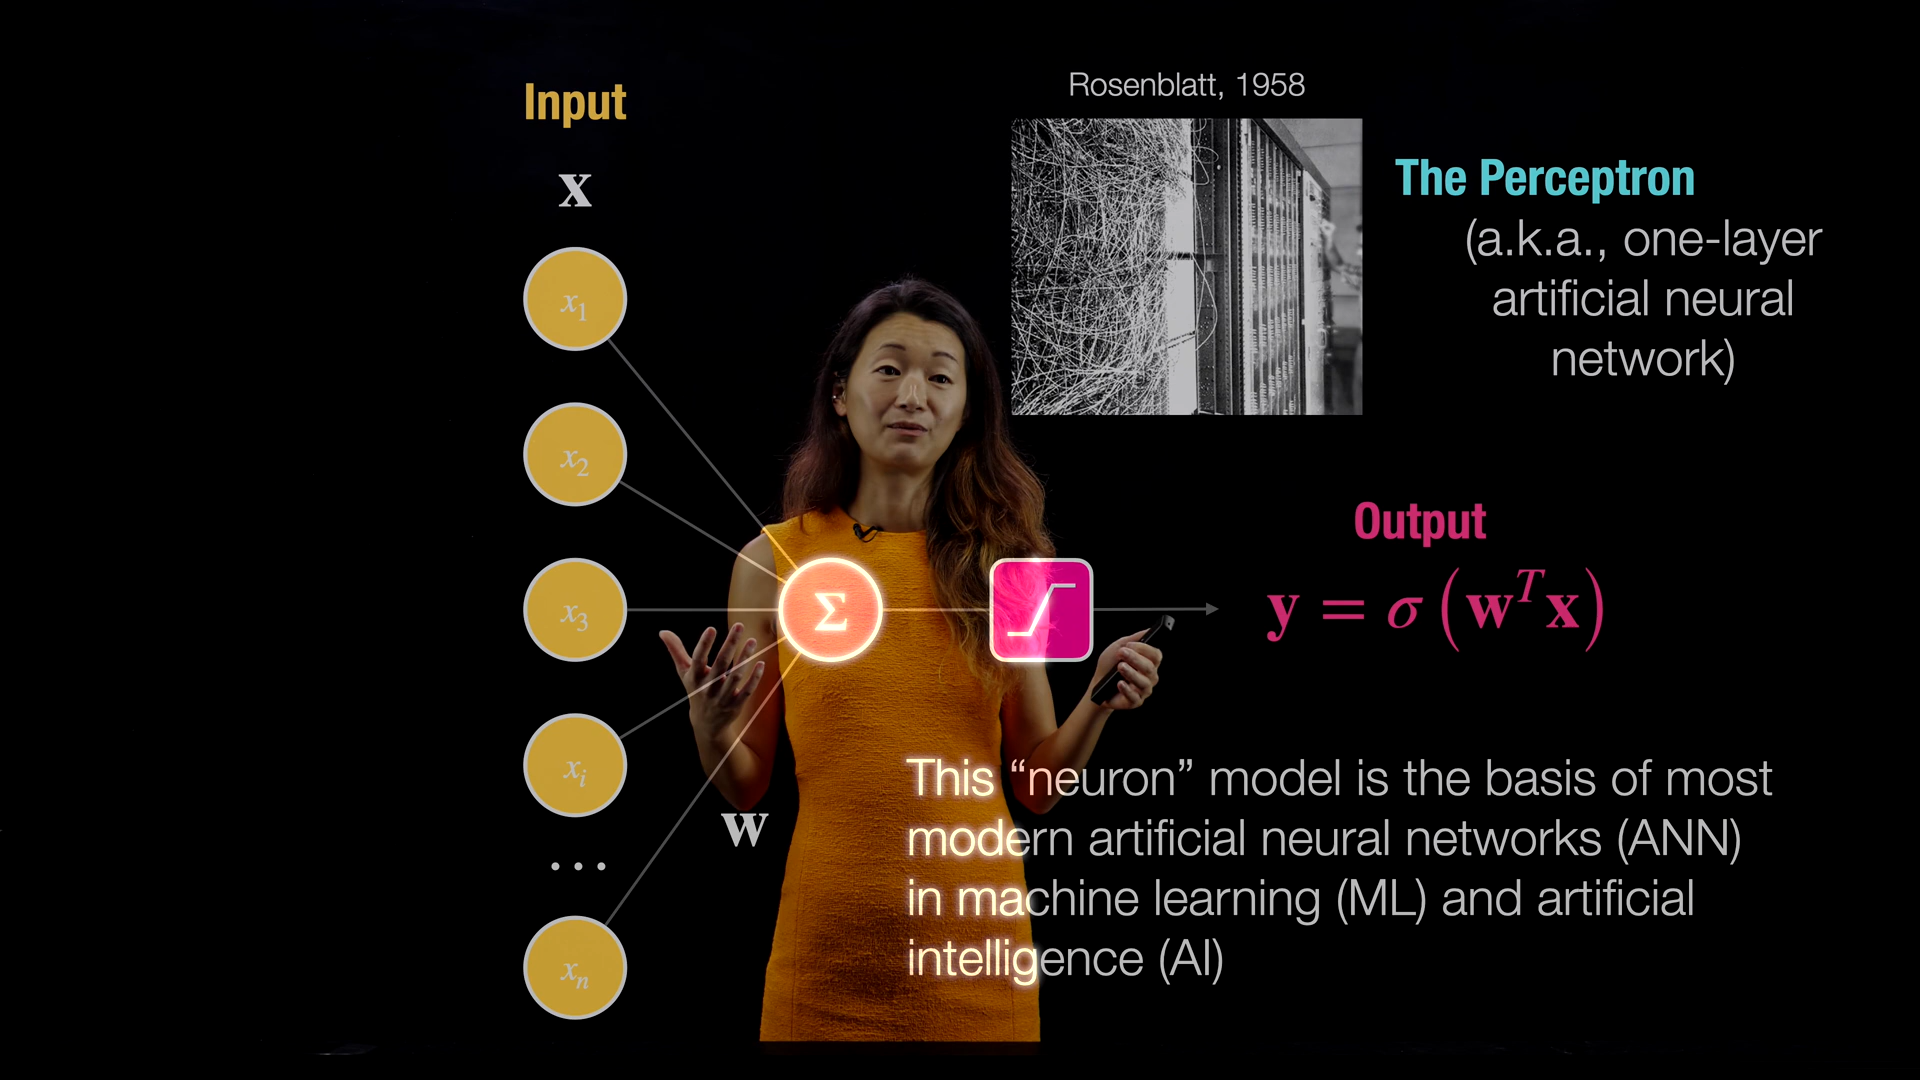 Input
x
x₁
x₂
x₃
xᵢ
...
xₙ
w
Σ
Rosenblatt, 1958
The Perceptron
(a.k.a., one-layer
artificial neural
network)
Output
y = σ (wᵀx)
This “neuron” model is the basis of most
modern artificial neural networks (ANN)
in machine learning (ML) and artificial
intelligence (AI)